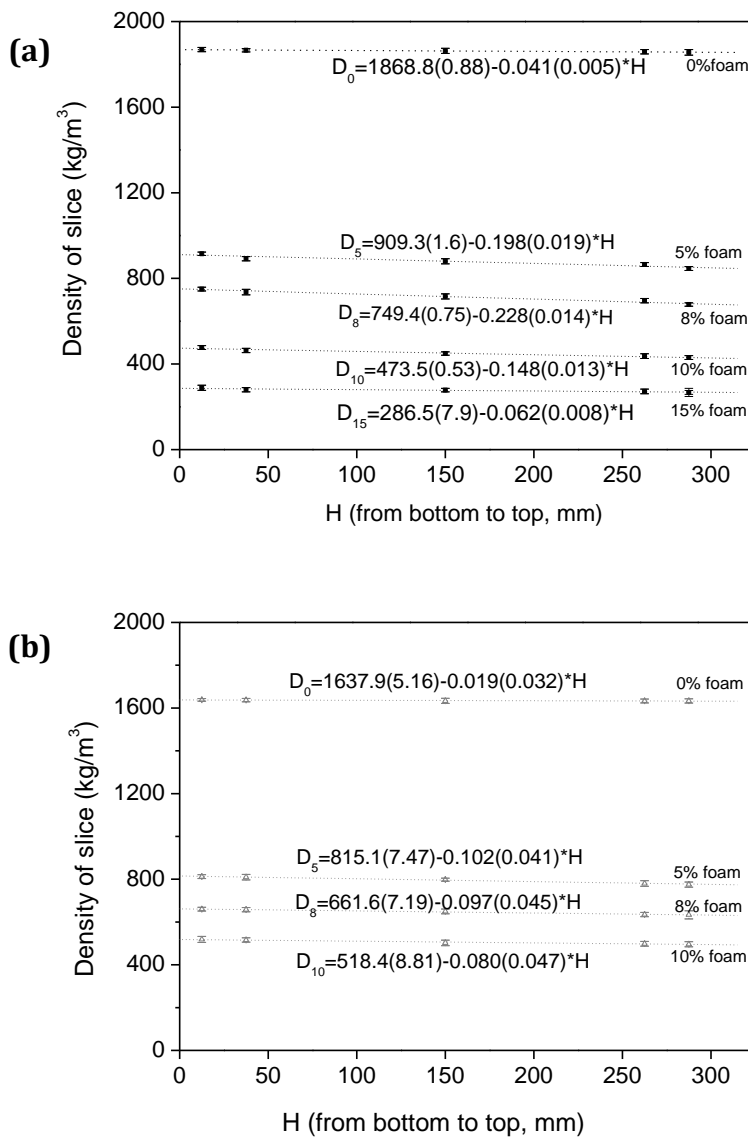 (a)
2000
1600
1200
800
400
0
Density of slice (kg/m³)
D₀=1868.8(0.88)-0.041(0.005)*H
0%foam
D₅=909.3(1.6)-0.198(0.019)*H
5% foam
D₈=749.4(0.75)-0.228(0.014)*H
8% foam
D₁₀=473.5(0.53)-0.148(0.013)*H
10% foam
D₁₅=286.5(7.9)-0.062(0.008)*H
15% foam
0 50 100 150 200 250 300
H (from bottom to top, mm)
(b)
2000
1600
1200
800
400
0
Density of slice (kg/m³)
D₀=1637.9(5.16)-0.019(0.032)*H
0% foam
D₅=815.1(7.47)-0.102(0.041)*H
5% foam
D₈=661.6(7.19)-0.097(0.045)*H
8% foam
D₁₀=518.4(8.81)-0.080(0.047)*H
10% foam
0 50 100 150 200 250 300
H (from bottom to top, mm)